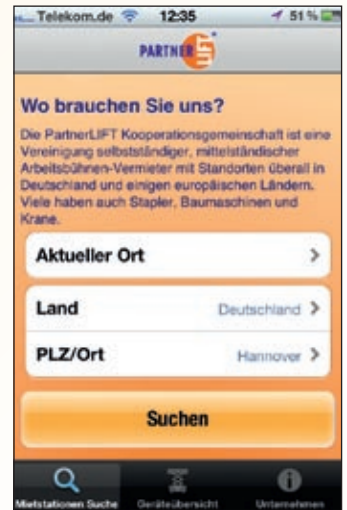 Telekom.de 12:35 51 %
PARTNER LIFT
Wo brauchen Sie uns?
Die PartnerLIFT Kooperationsgemeinschaft ist eine
Vereinigung selbstständiger, mittelständischer
Arbeitsbühnen-Vermieter mit Standorten überall in
Deutschland und einigen europäischen Ländern.
Viele haben auch Stapler, Baumaschinen und
Krane.
Aktueller Ort
Land Deutschland
PLZ/Ort Hannover
Suchen
Mietstationen Suche Geräteübersicht Unternehmen